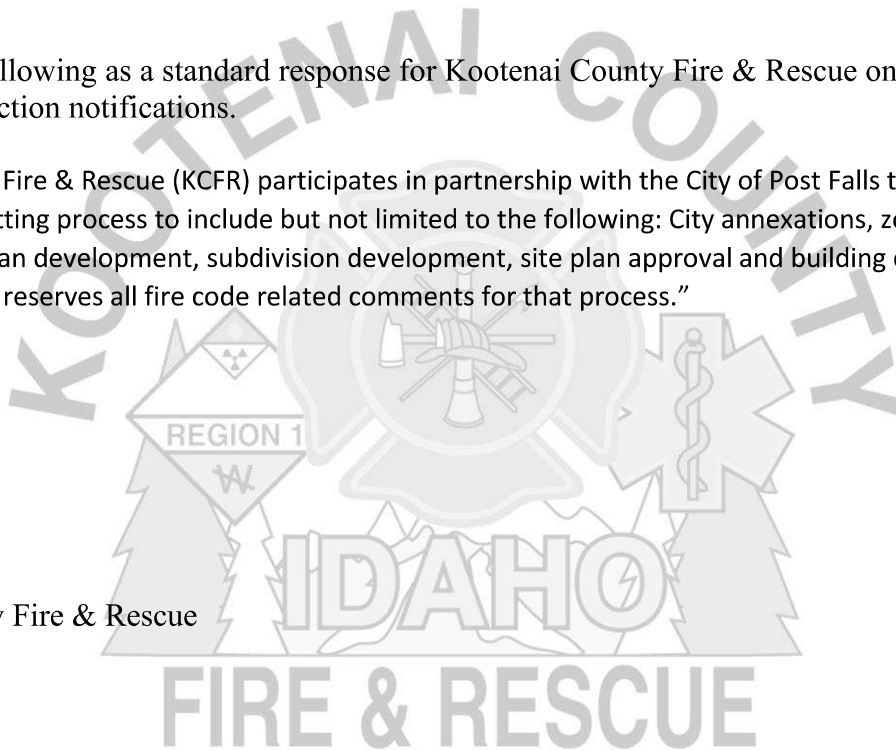 KOOTENAI COUNTY
llowing as a standard response for Kootenai County Fire & Rescue on
ction notifications.
Fire & Rescue (KCFR) participates in partnership with the City of Post Falls t
tting process to include but not limited to the following: City annexations, z
an development, subdivision development, site plan approval and building
reserves all fire code related comments for that process.”
REGION 1
W
IDAHO
y Fire & Rescue
FIRE & RESCUE